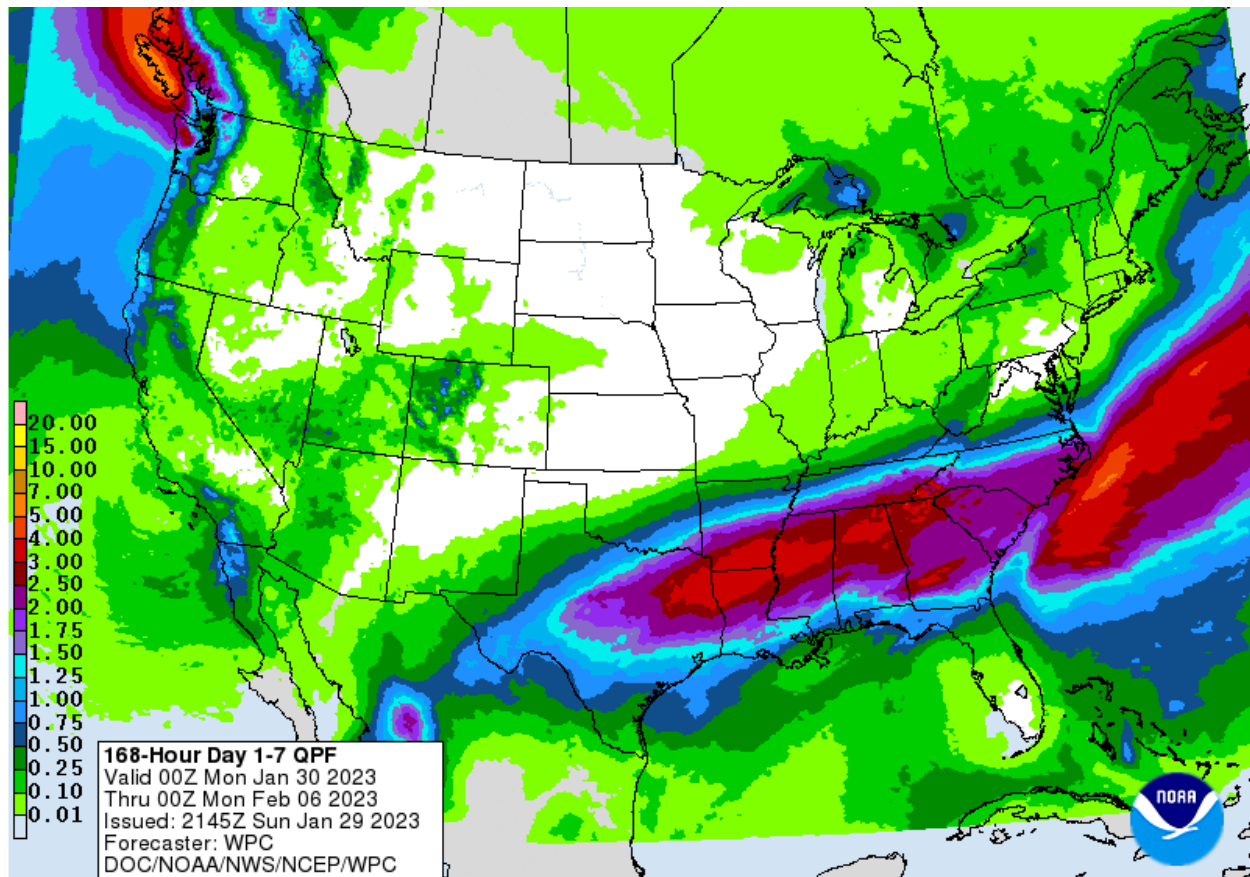 20.00
15.00
10.00
7.00
5.00
4.00
3.00
2.50
2.00
1.75
1.50
1.25
1.00
0.75
0.50
0.25
0.10
0.01
168-Hour Day 1-7 QPF
Valid 00Z Mon Jan 30 2023
Thru 00Z Mon Feb 06 2023
Issued: 2145Z Sun Jan 29 2023
Forecaster: WPC
DOC/NOAA/NWS/NCEP/WPC
NOAA